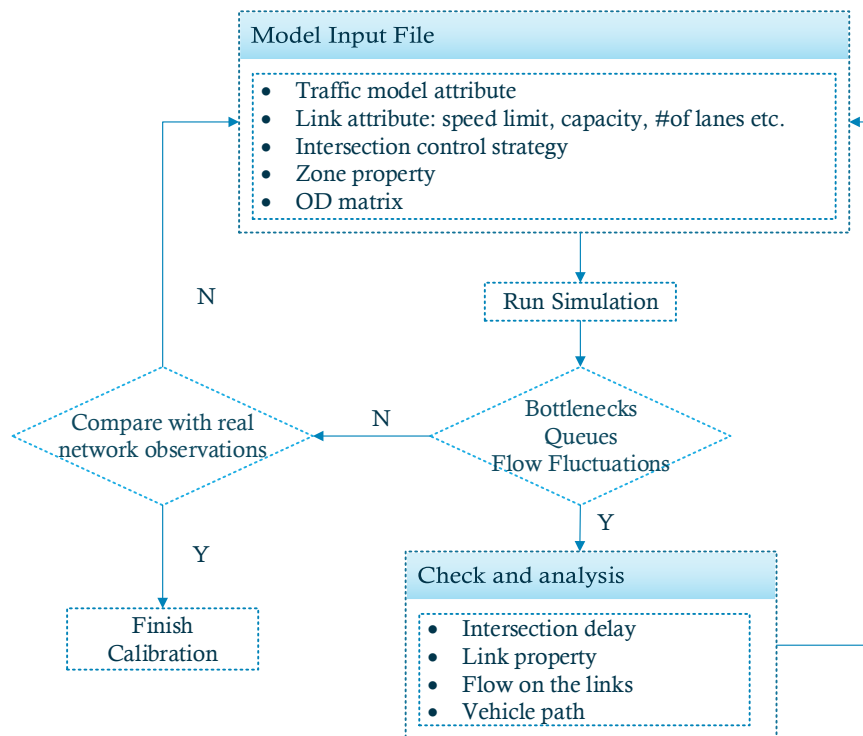 Model Input File
• Traffic model attribute
• Link attribute: speed limit, capacity, #of lanes etc.
• Intersection control strategy
• Zone property
• OD matrix
N
Run Simulation
Compare with real
network observations
N
Bottlenecks
Queues
Flow Fluctuations
Y
Y
Check and analysis
• Intersection delay
• Link property
• Flow on the links
• Vehicle path
Finish
Calibration